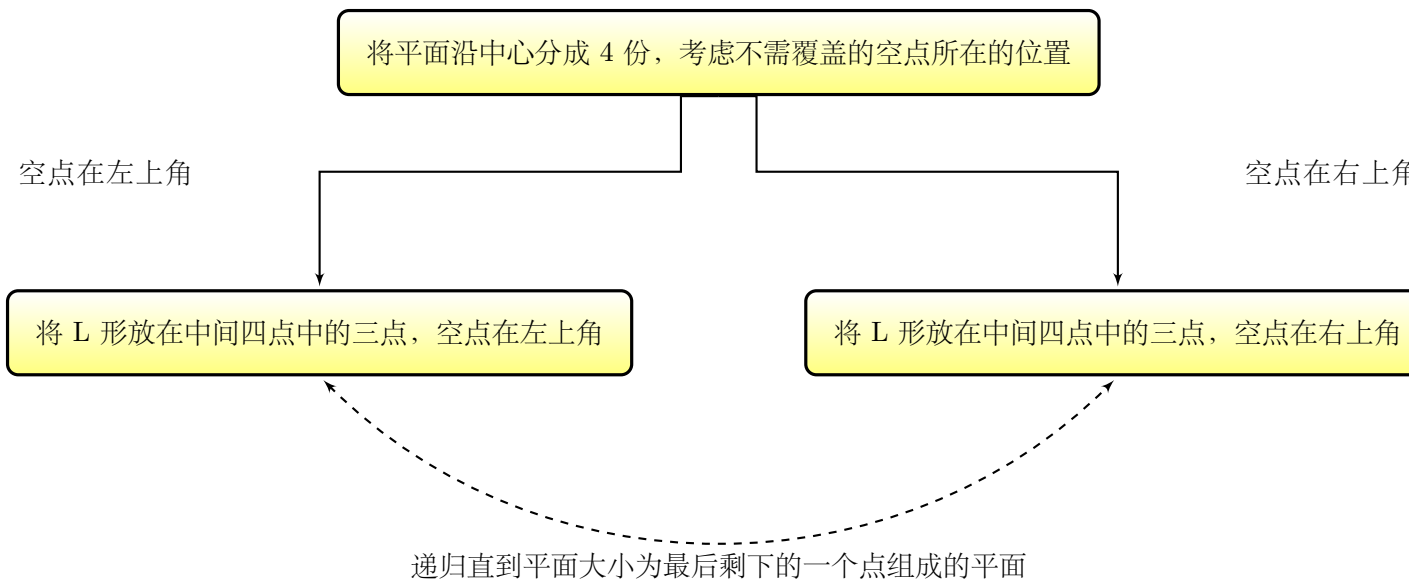 将平面沿中心分成 4 份，考虑不需覆盖的空点所在的位置
空点在左上角
空点在右上角
将 L 形放在中间四点中的三点，空点在左上角
将 L 形放在中间四点中的三点，空点在右上角
递归直到平面大小为最后剩下的一个点组成的平面